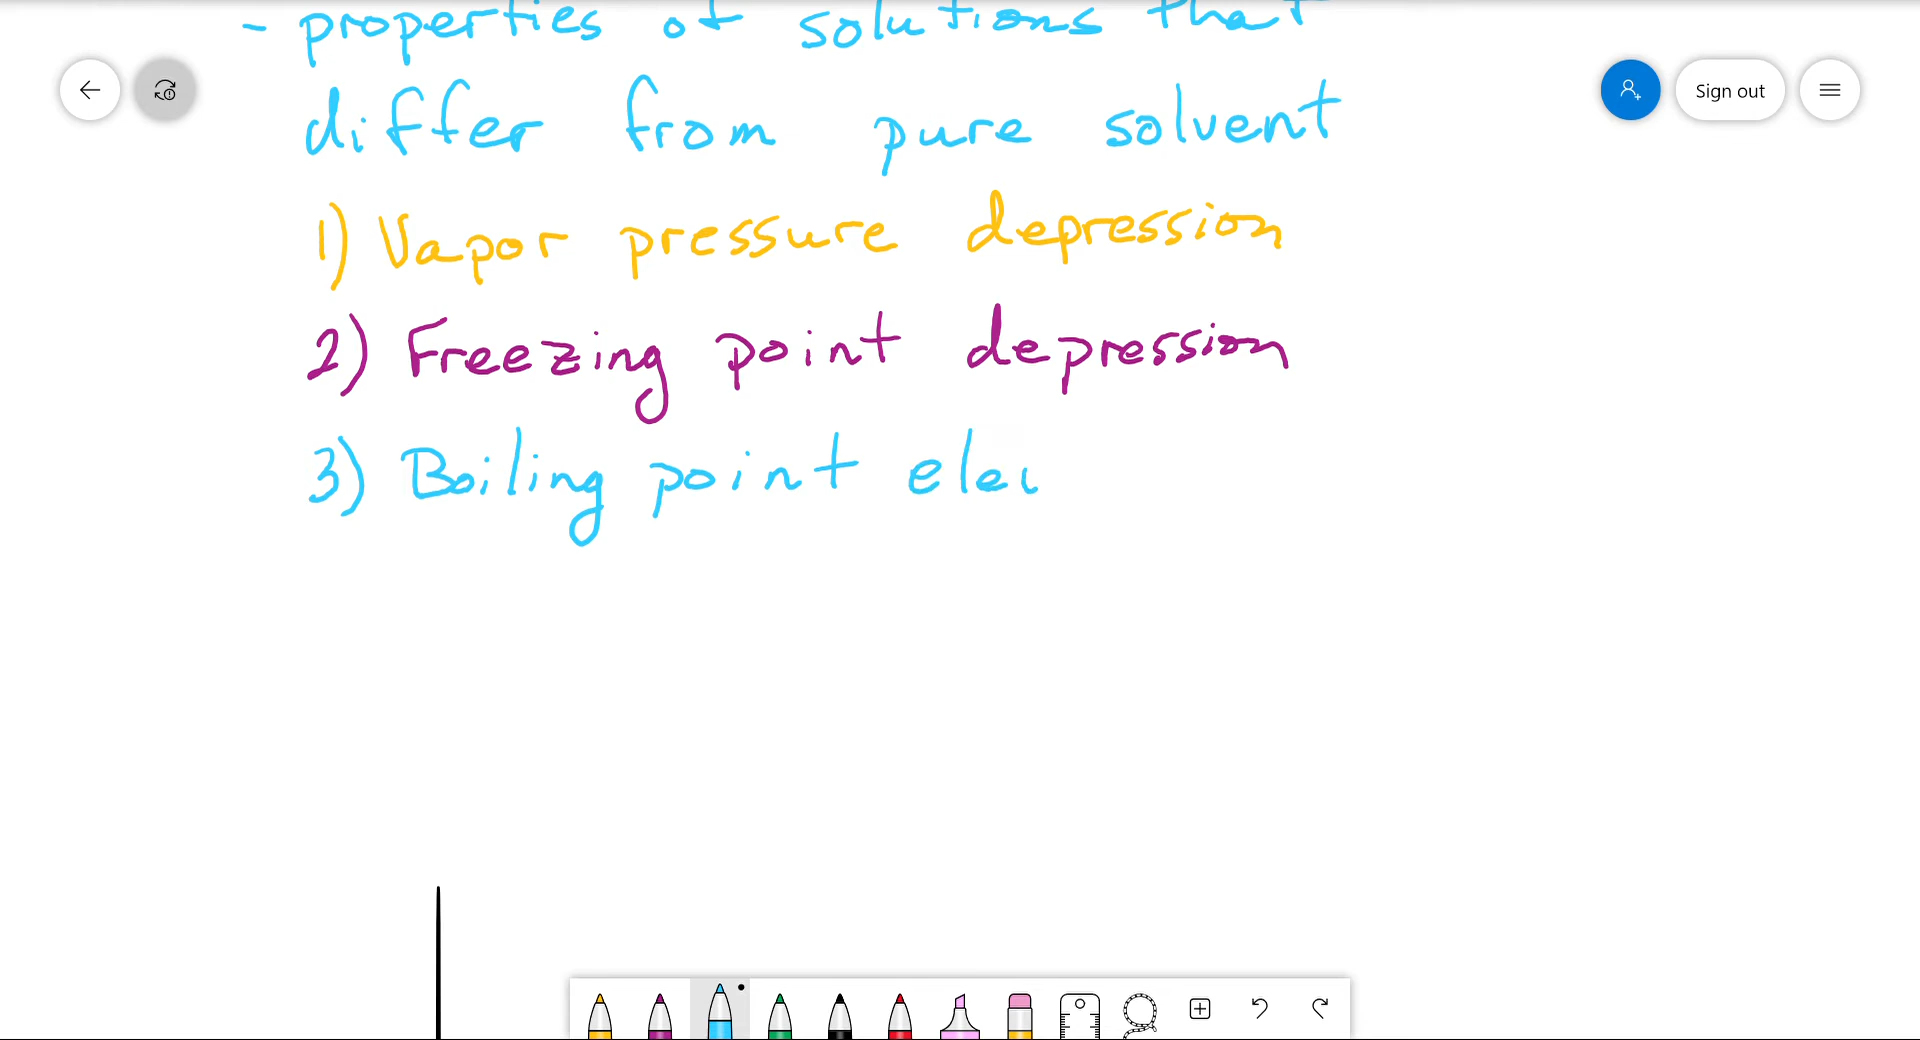 - properties of solutions that
Sign out
differ from pure solvent
1) Vapor pressure depression
2) Freezing point depression
3) Boiling point ele